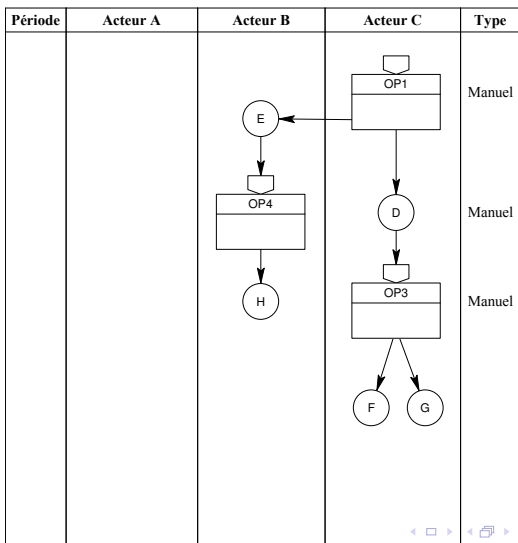 Période Acteur A Acteur B Acteur C Type
OP1
Manuel
E
OP4
D
Manuel
OP3
H
Manuel
F G